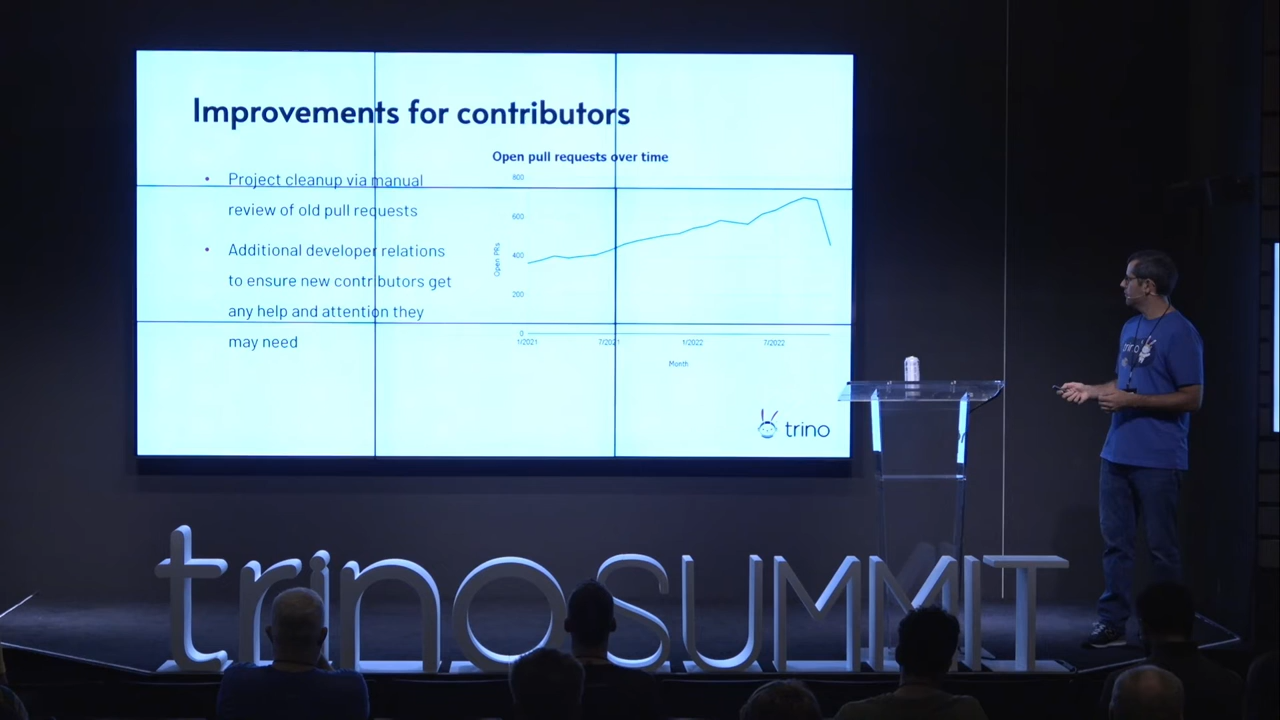 Improvements for contributors
• Project cleanup via manual
review of old pull requests
• Additional developer relations
to ensure new contributors get
any help and attention they
may need
Open pull requests over time
800
600
400
200
0
Open PRs
1/2021
7/2021
1/2022
7/2022
Month
trino
trino
trinoSUMMIT